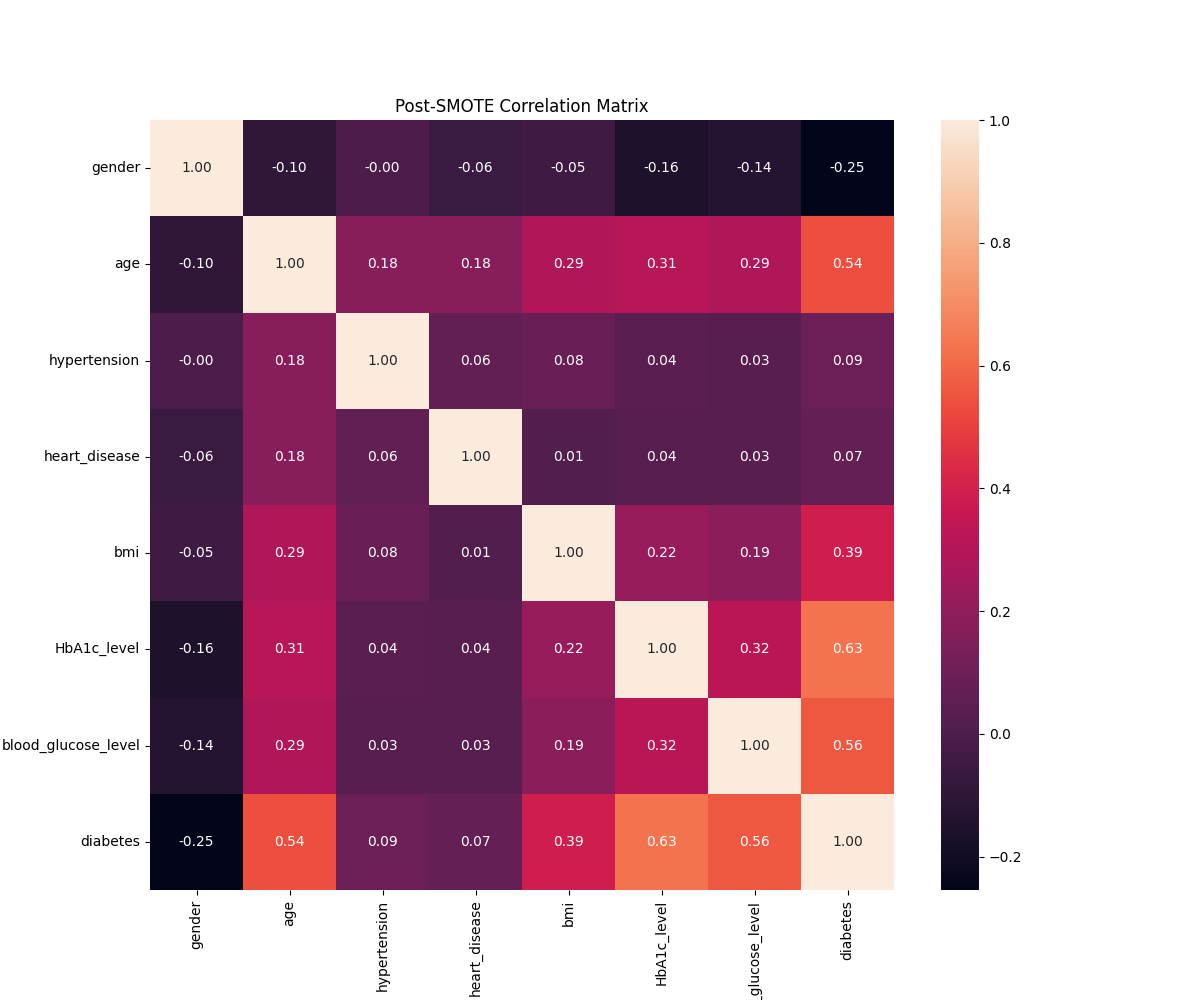 Post-SMOTE Correlation Matrix
gender 1.00 -0.10 -0.00 -0.06 -0.05 -0.16 -0.14 -0.25
age -0.10 1.00 0.18 0.18 0.29 0.31 0.29 0.54
hypertension -0.00 0.18 1.00 0.06 0.08 0.04 0.03 0.09
heart_disease -0.06 0.18 0.06 1.00 0.01 0.04 0.03 0.07
bmi -0.05 0.29 0.08 0.01 1.00 0.22 0.19 0.39
HbA1c_level -0.16 0.31 0.04 0.04 0.22 1.00 0.32 0.63
blood_glucose_level -0.14 0.29 0.03 0.03 0.19 0.32 1.00 0.56
diabetes -0.25 0.54 0.09 0.07 0.39 0.63 0.56 1.00
gender
age
hypertension
heart_disease
bmi
HbA1c_level
_glucose_level
diabetes
1.0
0.8
0.6
0.4
0.2
0.0
−0.2